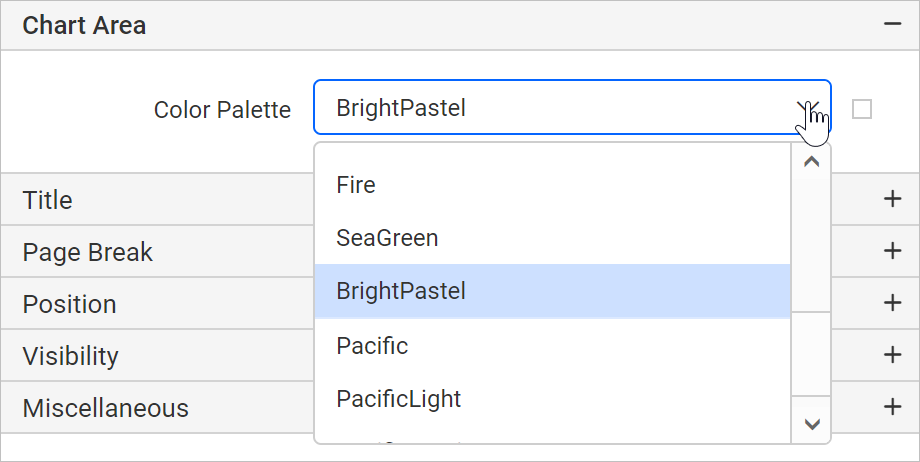 Chart Area
Color Palette
BrightPastel
Fire
SeaGreen
BrightPastel
Pacific
PacificLight
Title
Page Break
Position
Visibility
Miscellaneous